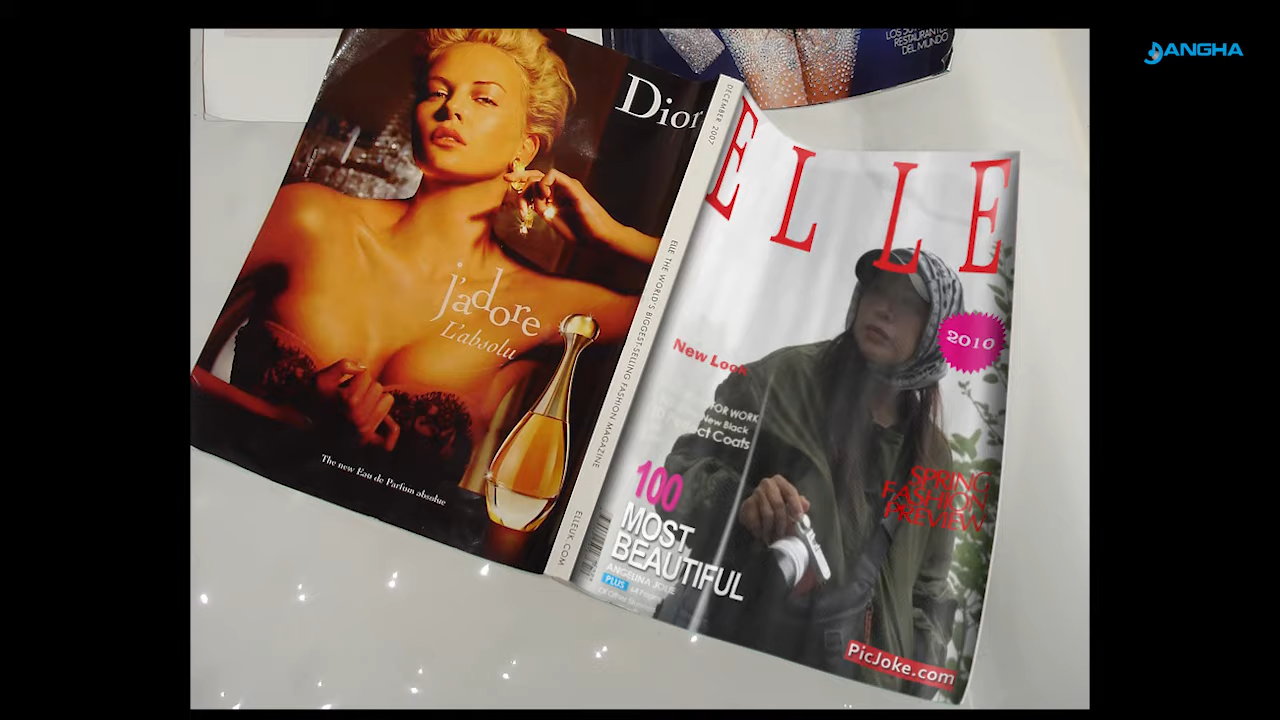 LOS 50
RESTAURANTES
DEL MUNDO
ANGHA
Dior
j'adore
L'absolu
The new Eau de Parfum absolue
DECEMBER 2007
ELLE THE WORLD'S BIGGEST-SELLING FASHION MAGAZINE
ELLEUK.COM
ELLE
2010
New Look
FOR WORK
New Black
Coats
100
MOST
BEAUTIFUL
ANGELINA JOLIE
PLUS
SPRING
FASHION
PREVIEW
PicJoke.com